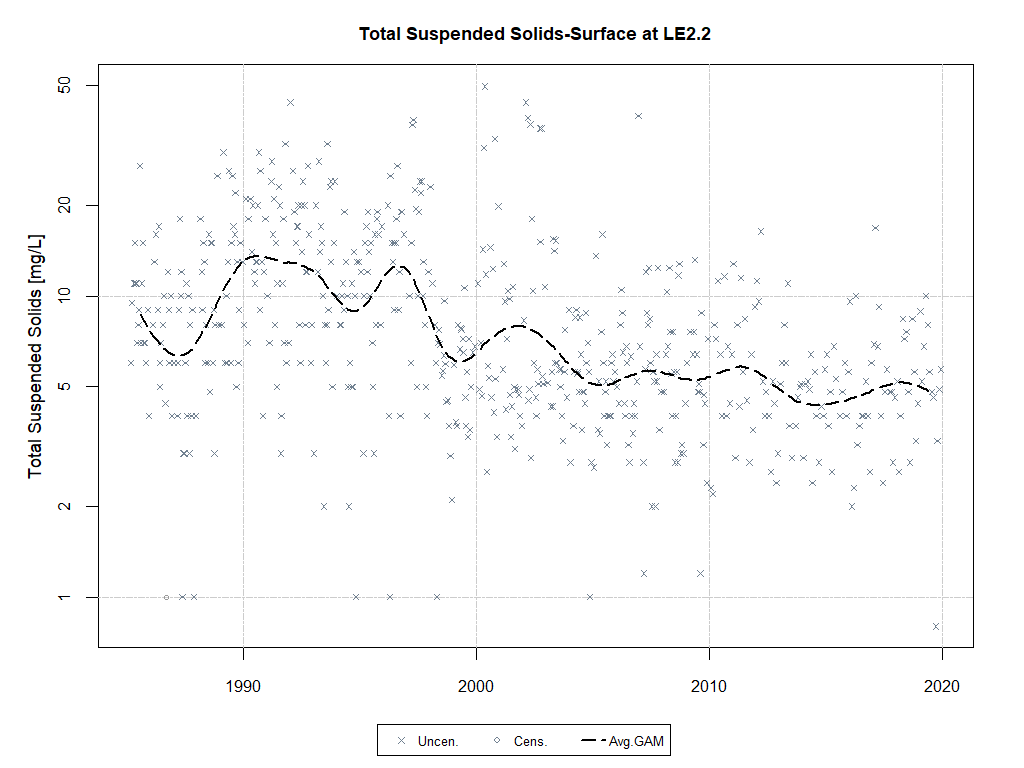 Total Suspended Solids-Surface at LE2.2
Total Suspended Solids [mg/L]
50
20
10
5
2
1
1990 2000 2010 2020
Uncen. Cens. Avg.GAM